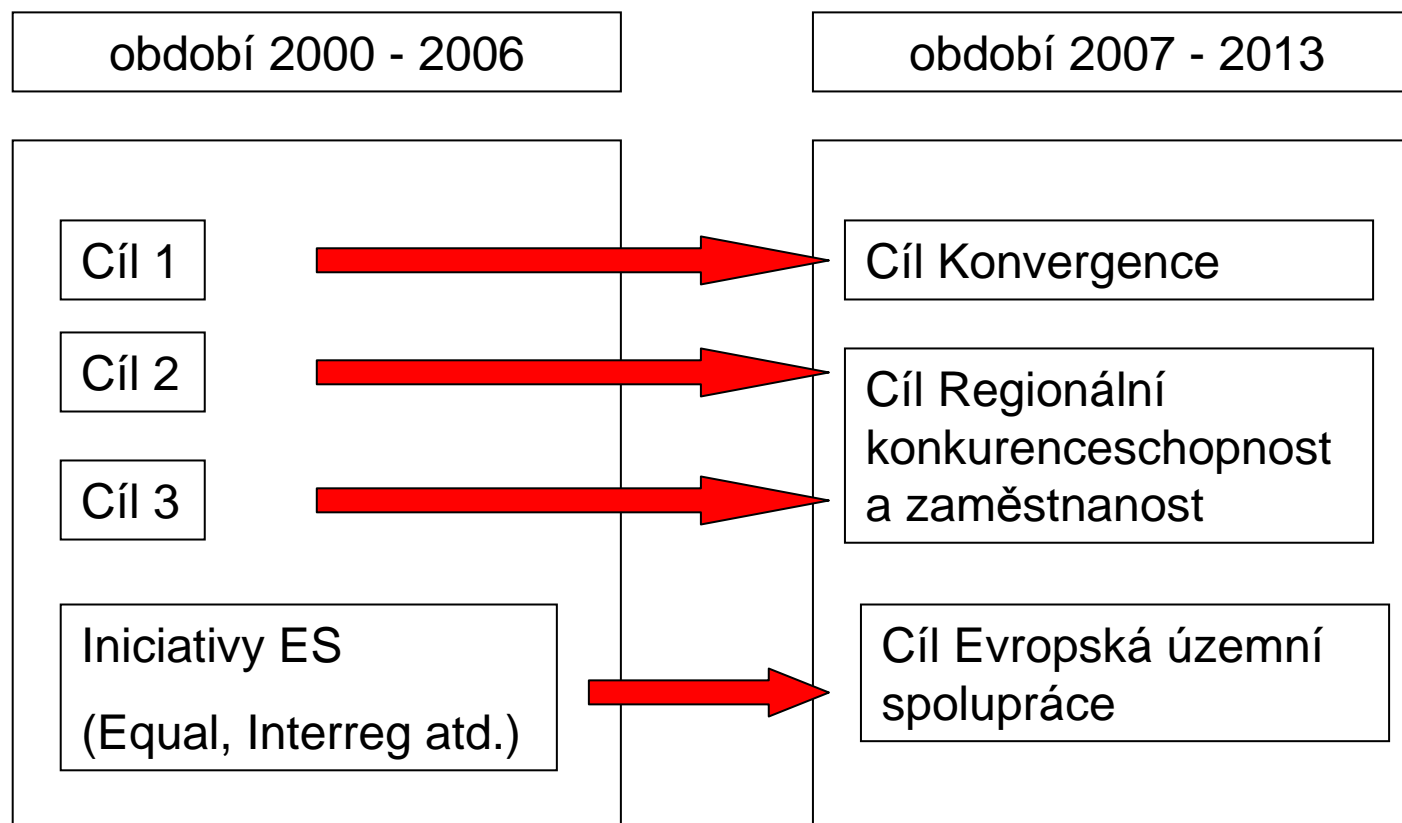 období 2000 - 2006
období 2007 - 2013
Cíl 1
Cíl Konvergence
Cíl 2
Cíl 3
Cíl Regionální
konkurenceschopnost
a zaměstnanost
Iniciativy ES
(Equal, Interreg atd.)
Cíl Evropská územní
spolupráce